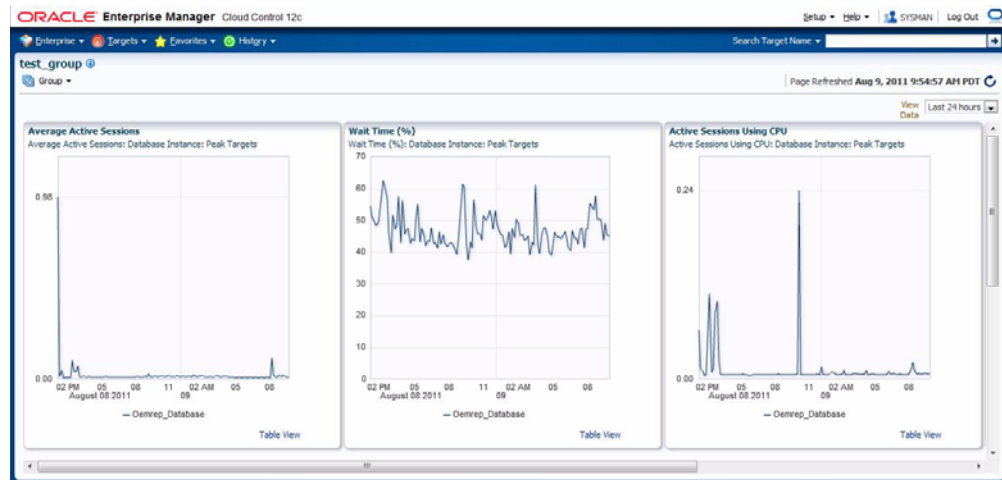 ORACLE Enterprise Manager Cloud Control 12c
Setup Help SYSMAN Log Out
Enterprise Targets Favorites History Search Target Name
test_group
Group Page Refreshed Aug 9, 2011 9:54:57 AM PDT
View Data Last 24 hours
Average Active Sessions
Average Active Sessions: Database Instance: Peak Targets
0.98
0.00
02 PM 05 08 11 02 AM 05 08
August 08 2011 09
Oemrep_Database
Table View
Wait Time (%)
Wait Time (%): Database Instance: Peak Targets
70
60
50
40
30
20
10
0
02 PM 05 08 11 02 AM 05 08
August 08 2011 09
Oemrep_Database
Table View
Active Sessions Using CPU
Active Sessions Using CPU: Database Instance: Peak Targets
0.24
0.00
02 PM 05 08 11 02 AM 05 08
August 08 2011 09
Oemrep_Database
Table View